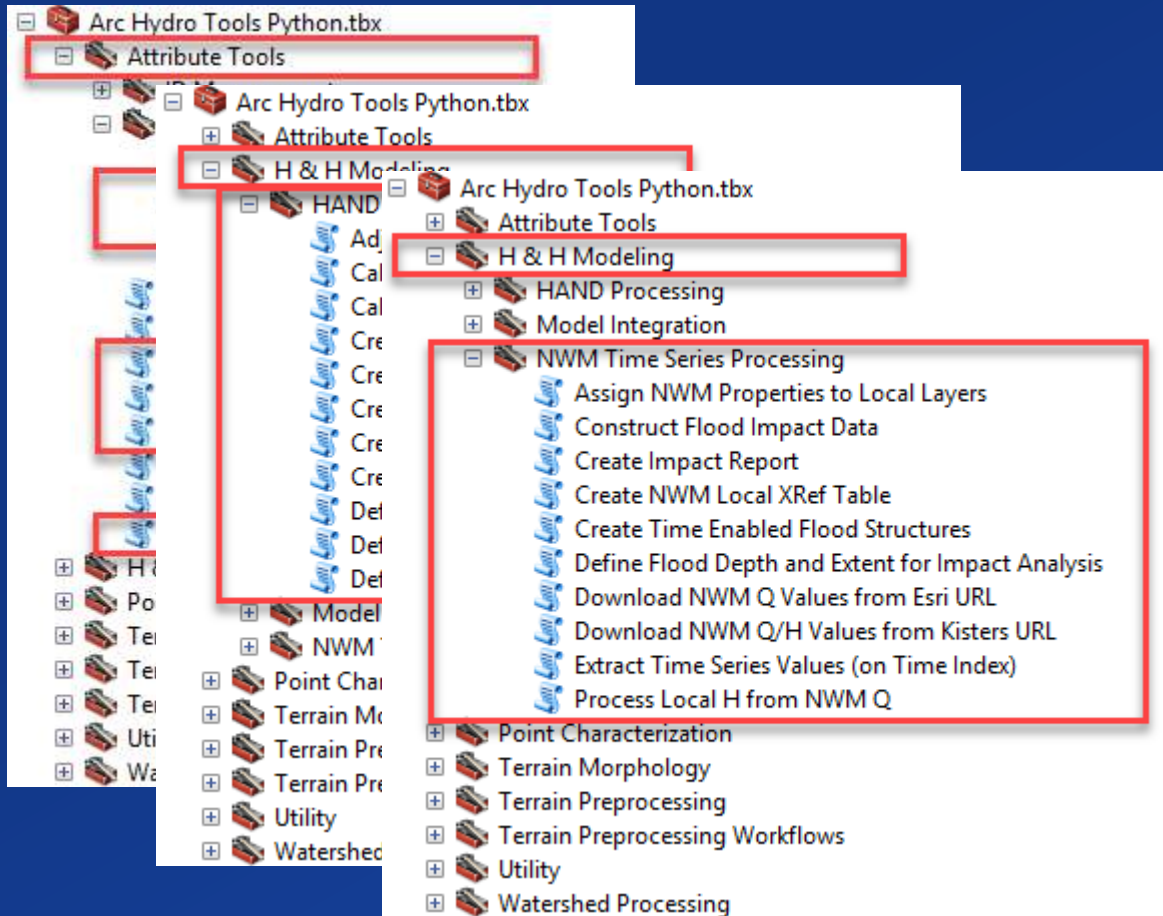 Arc Hydro Tools Python.tbx
Attribute Tools
Arc Hydro Tools Python.tbx
Attribute Tools
H & H Modeling
HAND
Model
NWM
Point Char
Terrain Mo
Terrain Pre
Terrain Pre
Utility
Watershed
Arc Hydro Tools Python.tbx
Attribute Tools
H & H Modeling
HAND Processing
Model Integration
NWM Time Series Processing
Assign NWM Properties to Local Layers
Construct Flood Impact Data
Create Impact Report
Create NWM Local XRef Table
Create Time Enabled Flood Structures
Define Flood Depth and Extent for Impact Analysis
Download NWM Q Values from Esri URL
Download NWM Q/H Values from Kisters URL
Extract Time Series Values (on Time Index)
Process Local H from NWM Q
Point Characterization
Terrain Morphology
Terrain Preprocessing
Terrain Preprocessing Workflows
Utility
Watershed Processing